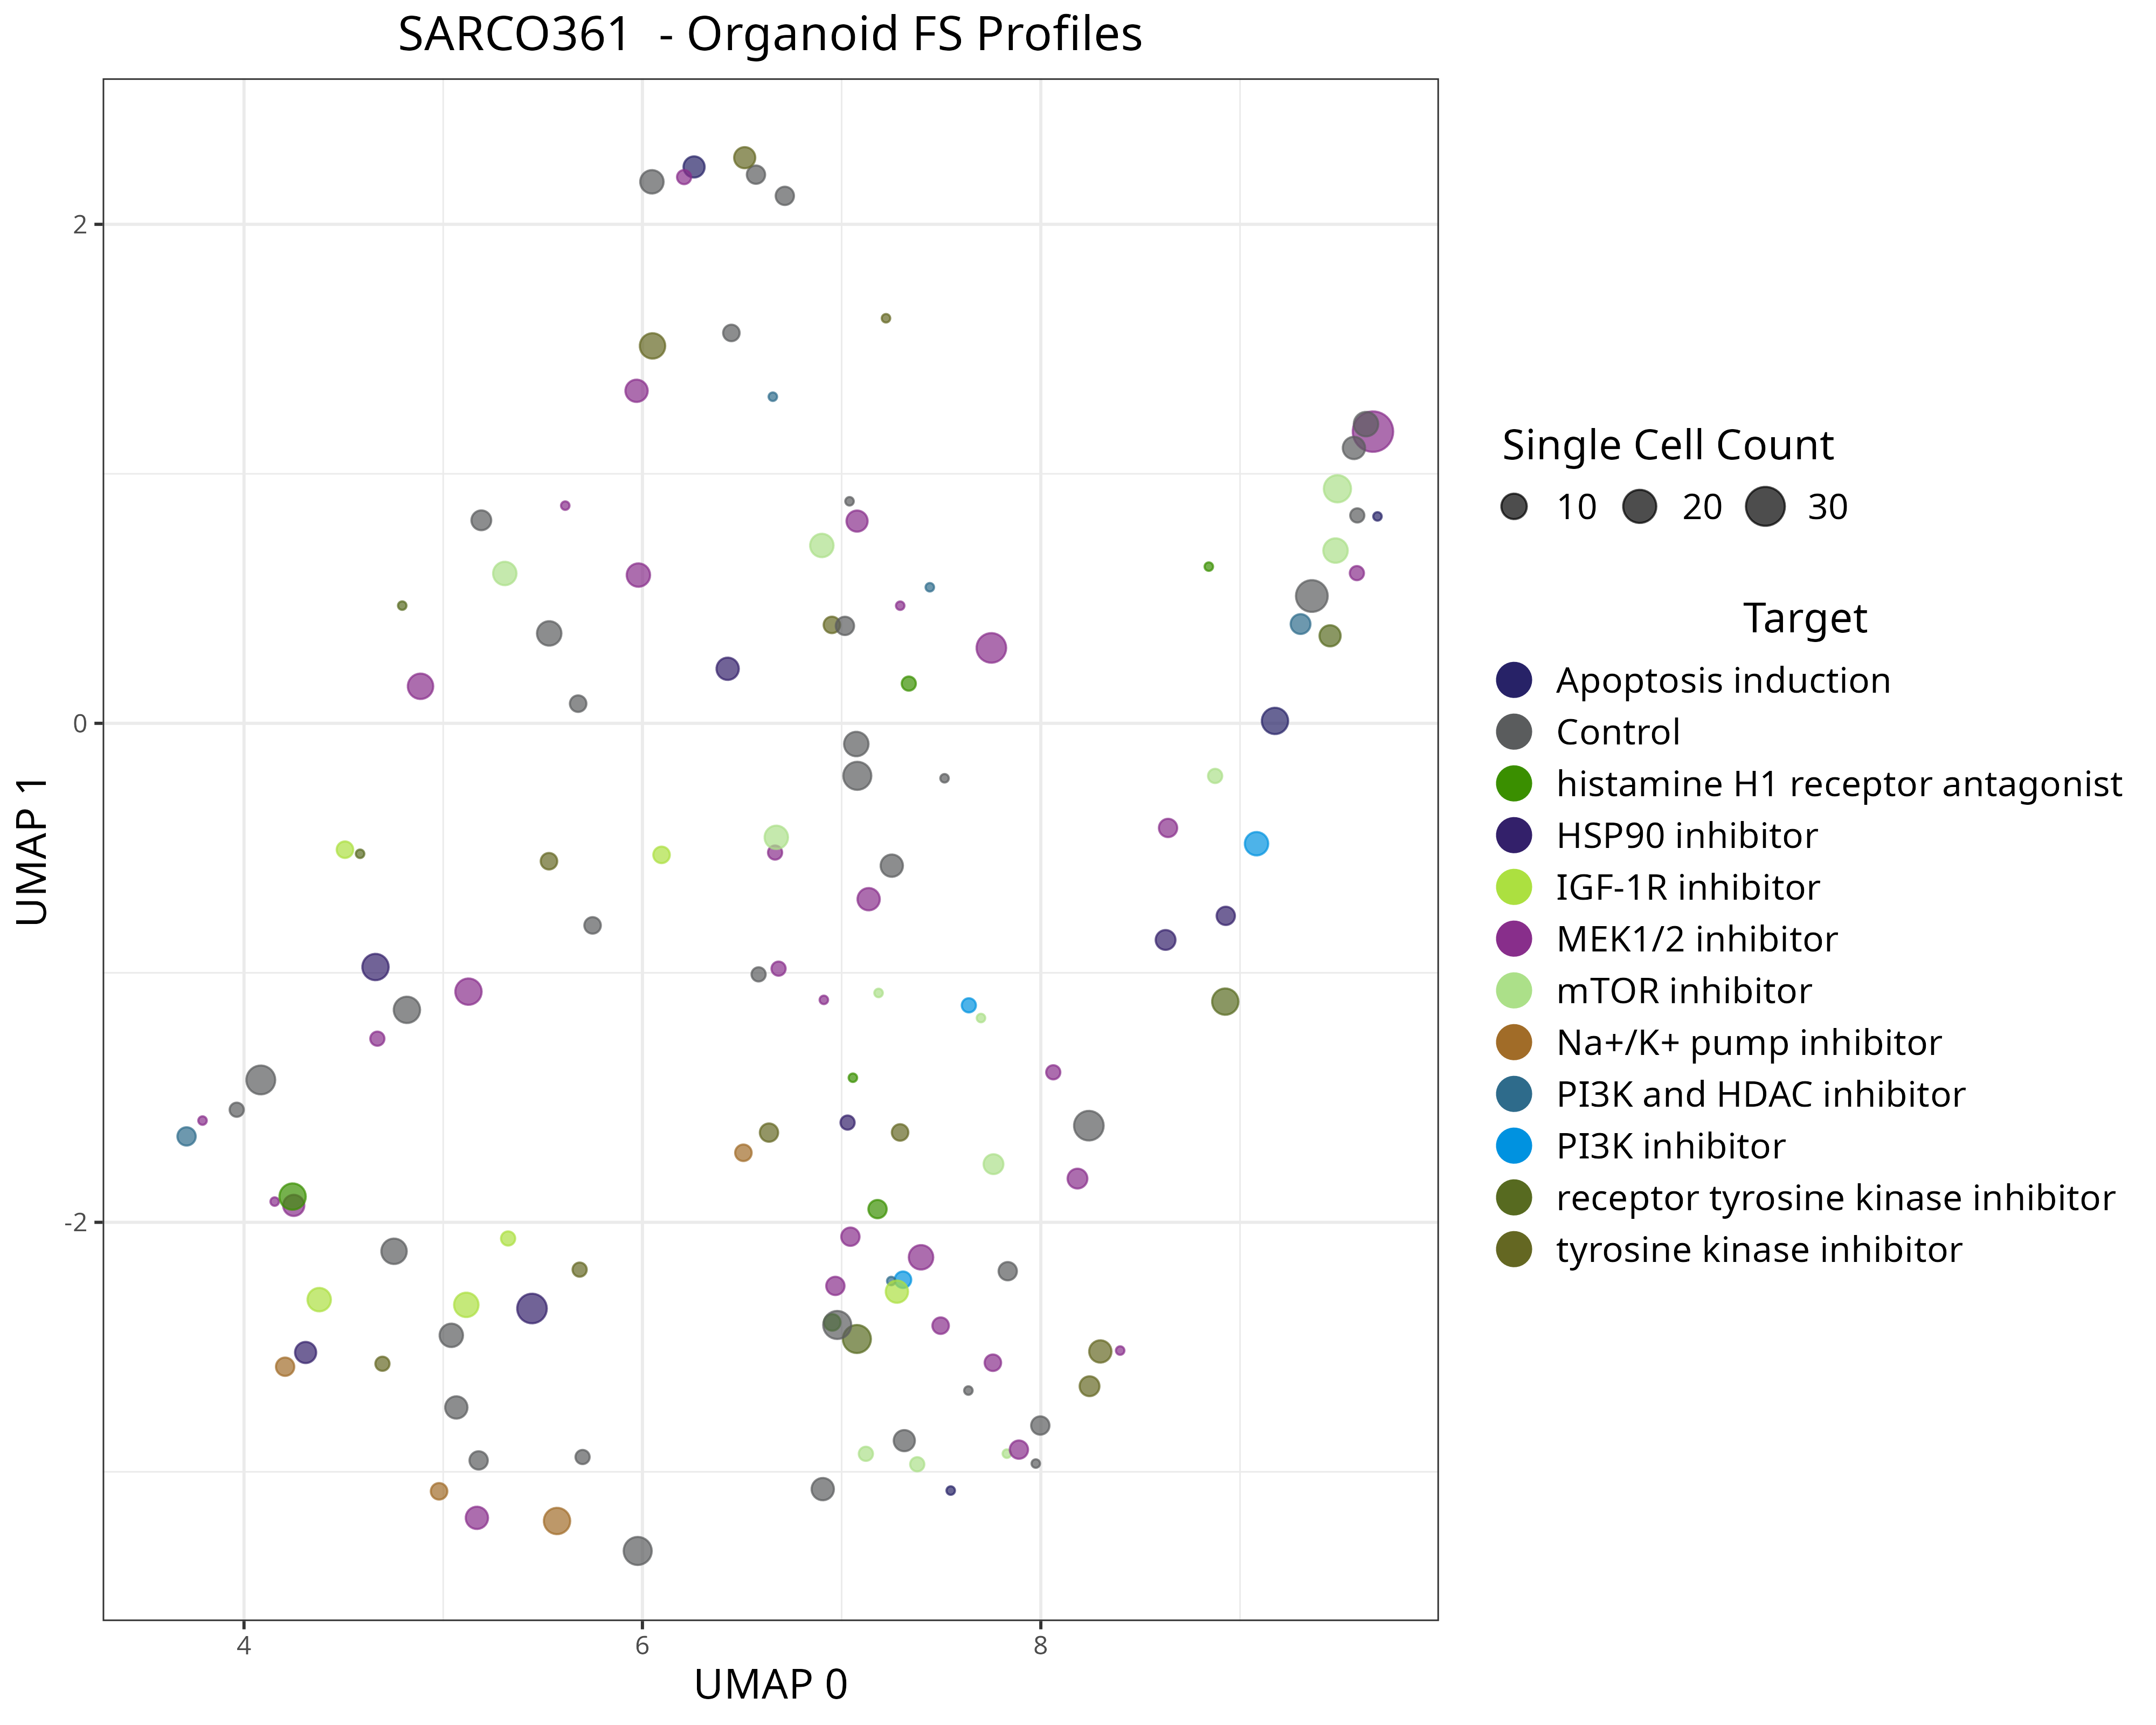 SARCO361  - Organoid FS Profiles
2
0
-2
UMAP 1
4 6 8
UMAP 0
Single Cell Count
10 20 30
Target
Apoptosis induction
Control
histamine H1 receptor antagonist
HSP90 inhibitor
IGF-1R inhibitor
MEK1/2 inhibitor
mTOR inhibitor
Na+/K+ pump inhibitor
PI3K and HDAC inhibitor
PI3K inhibitor
receptor tyrosine kinase inhibitor
tyrosine kinase inhibitor